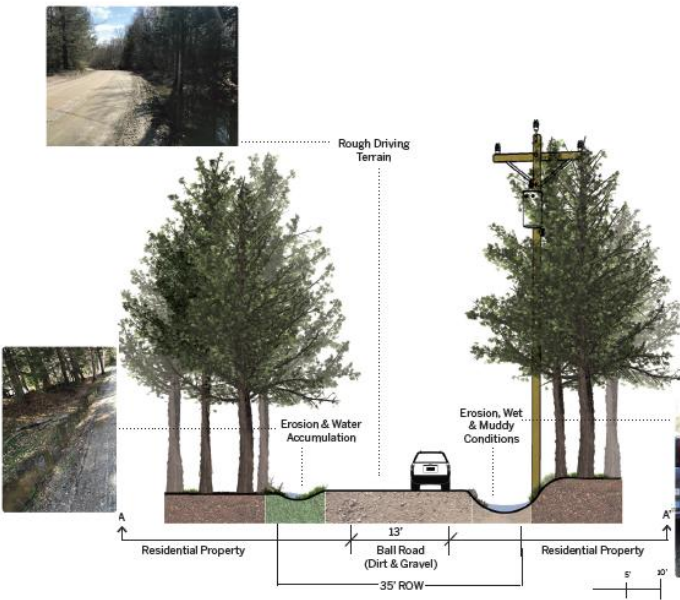 Rough Driving
Terrain
Erosion & Water
Accumulation
Erosion, Wet
& Muddy
Conditions
A
A'
13'
Residential Property
Ball Road
(Dirt & Gravel)
Residential Property
35' ROW
5'
10'